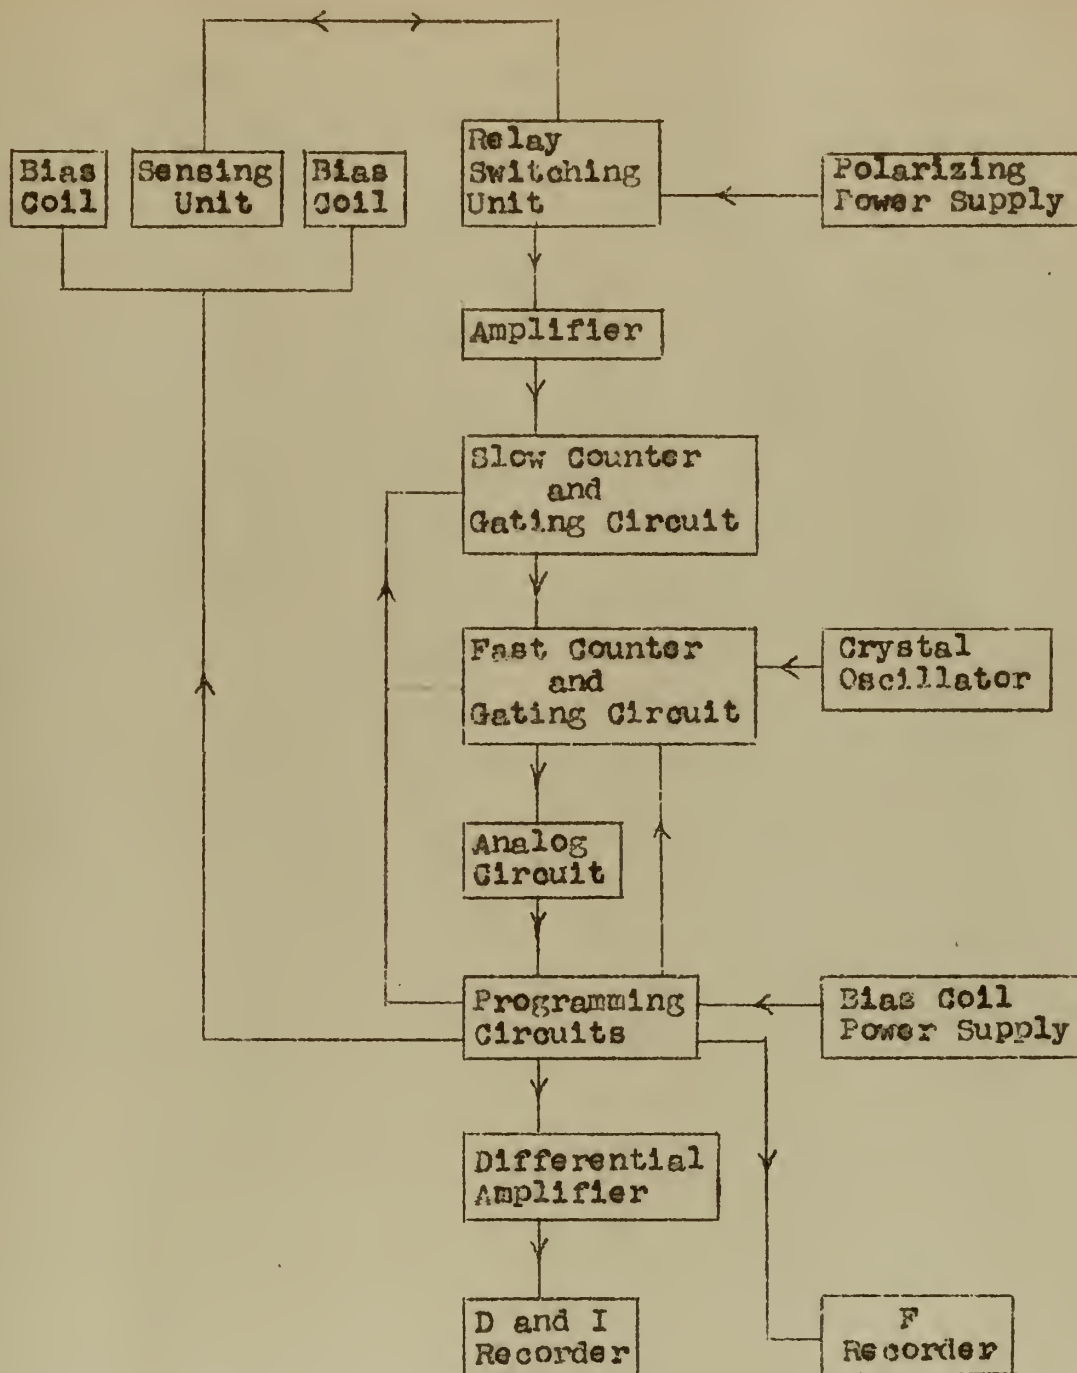 Bias
Coil
Sensing
Unit
Bias
Coil
Relay
Switching
Unit
Polarizing
Power Supply
Amplifier
Slow Counter
and
Gating Circuit
Fast Counter
and
Gating Circuit
Crystal
Oscillator
Analog
Circuit
Programming
Circuits
Bias Coil
Power Supply
Differential
Amplifier
D and I
Recorder
F
Recorder